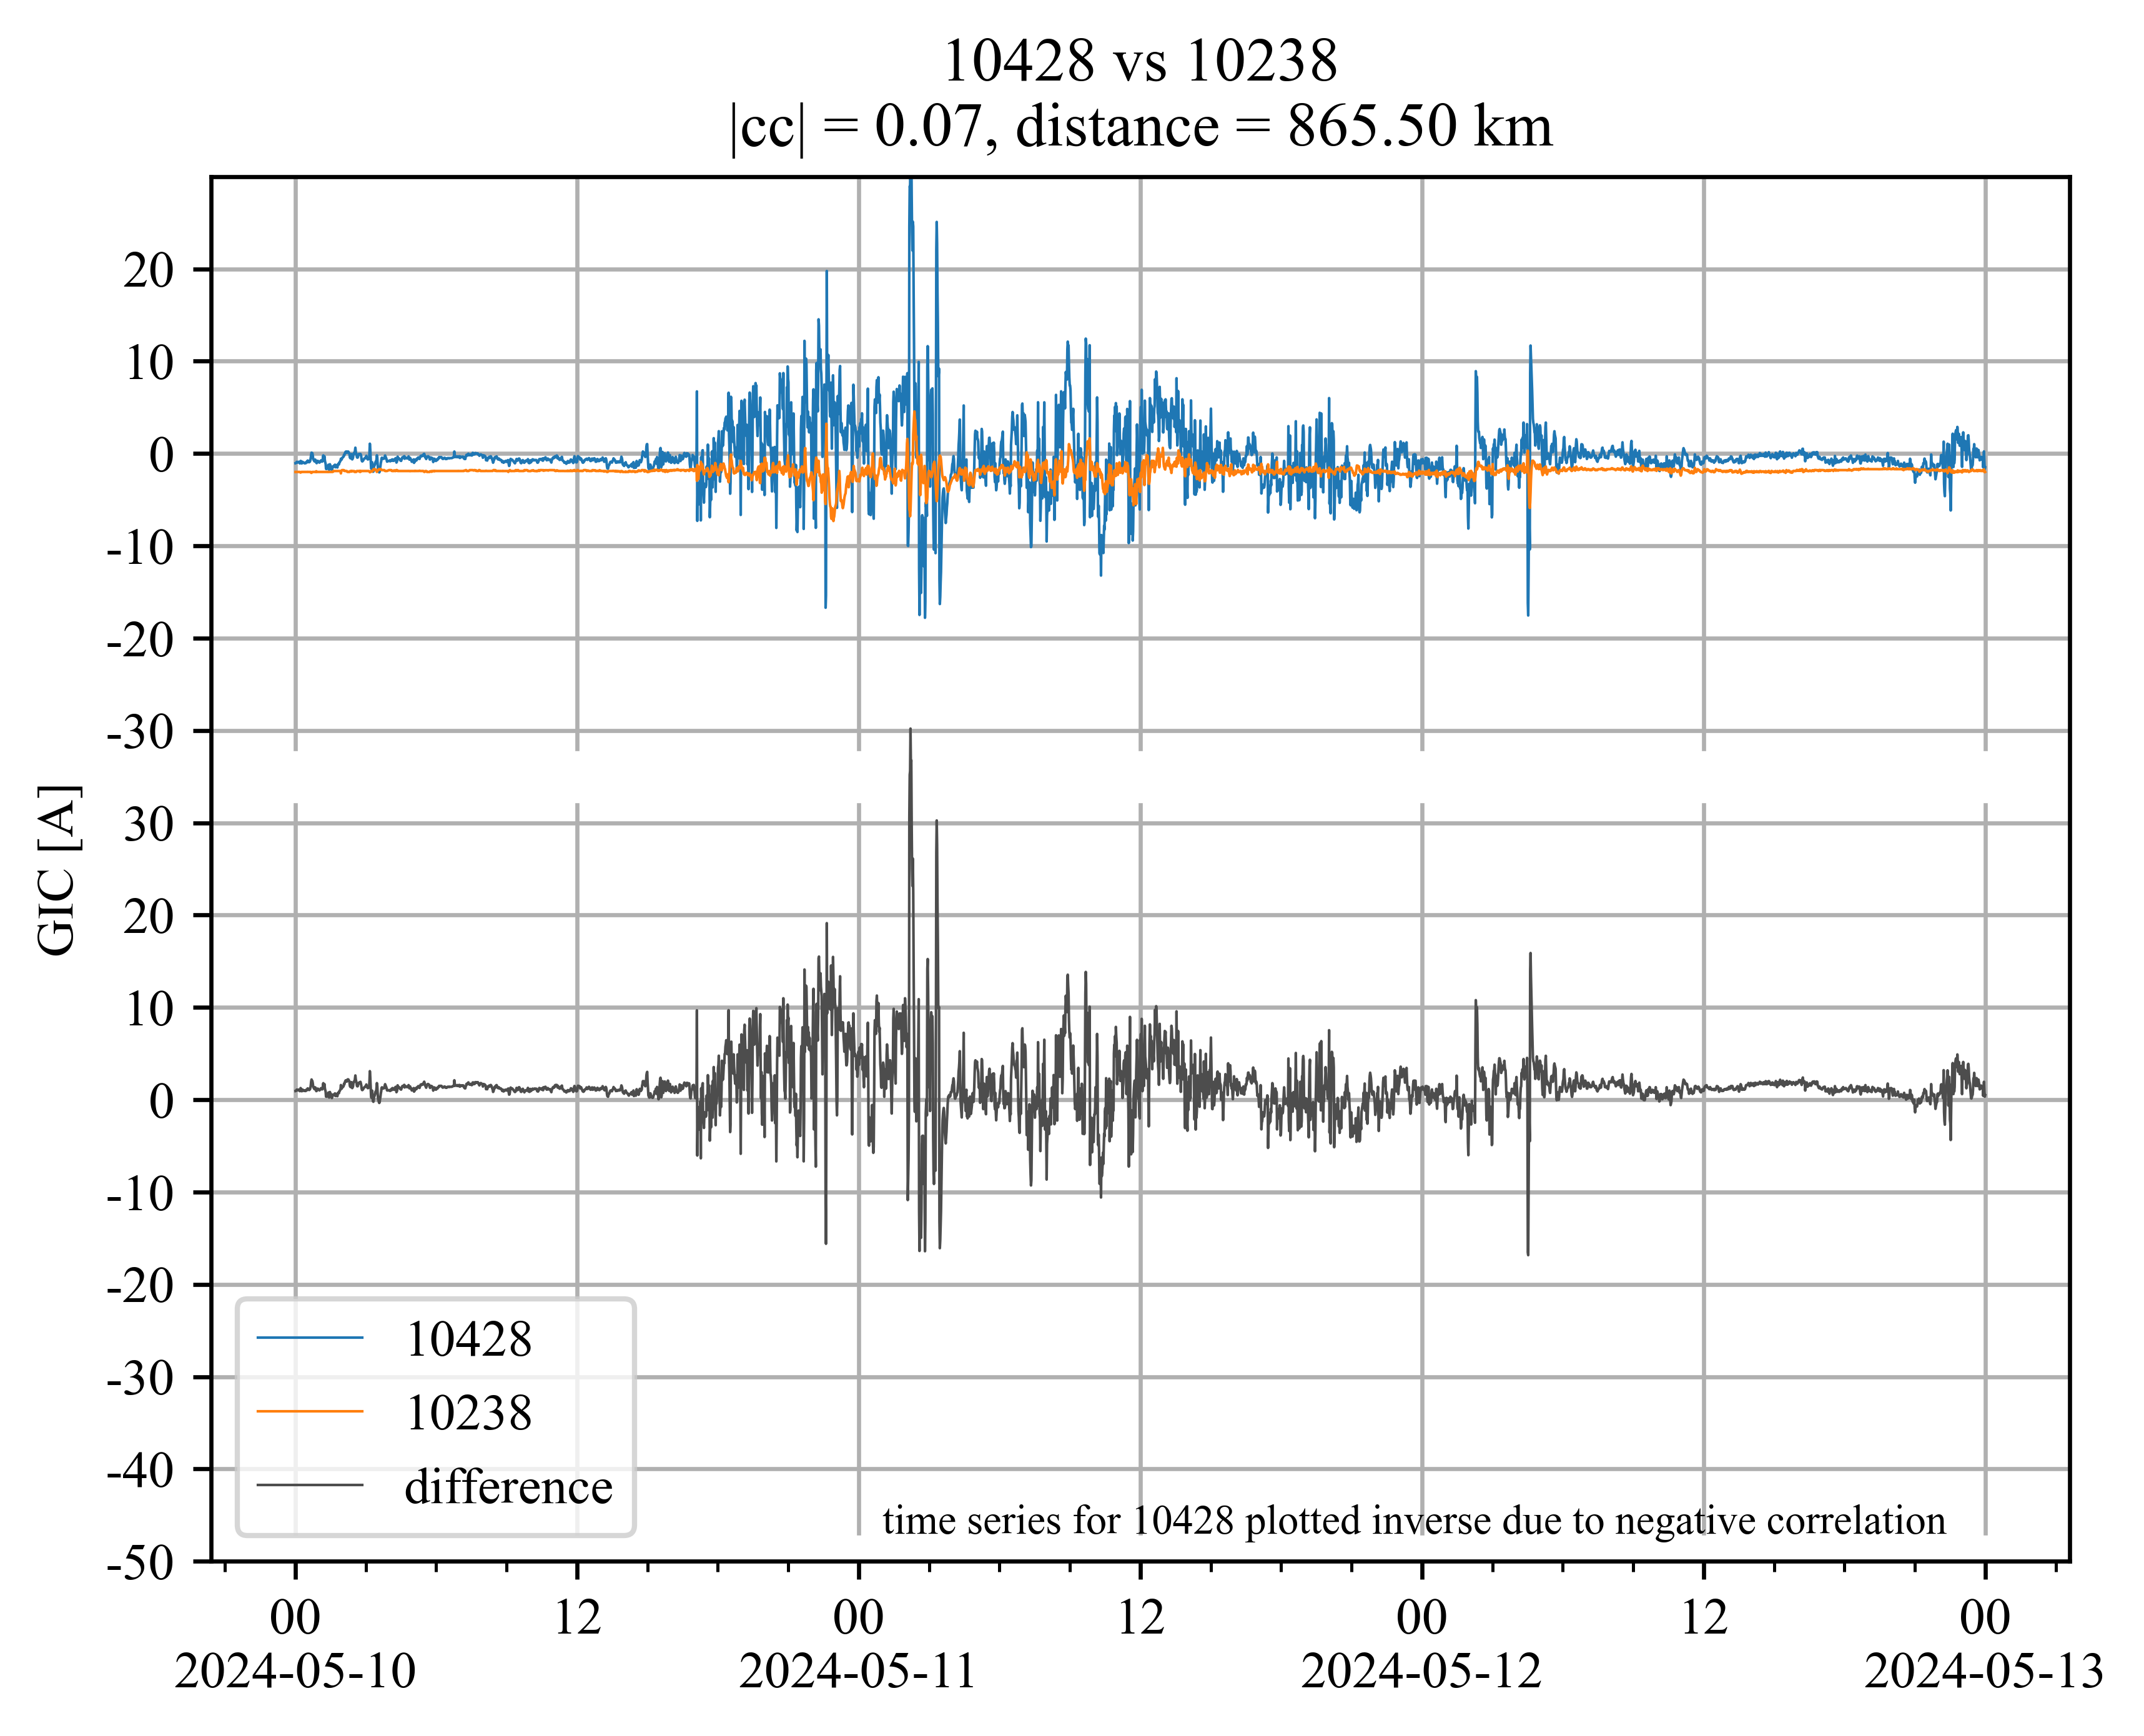 10428 vs 10238
|cc| = 0.07, distance = 865.50 km
20
10
0
-10
-20
-30
30
20
10
0
-10
-20
-30
-40
-50
GIC [A]
10428
10238
difference
time series for 10428 plotted inverse due to negative correlation
00 12 00 12 00 12 00
2024-05-10 2024-05-11 2024-05-12 2024-05-13